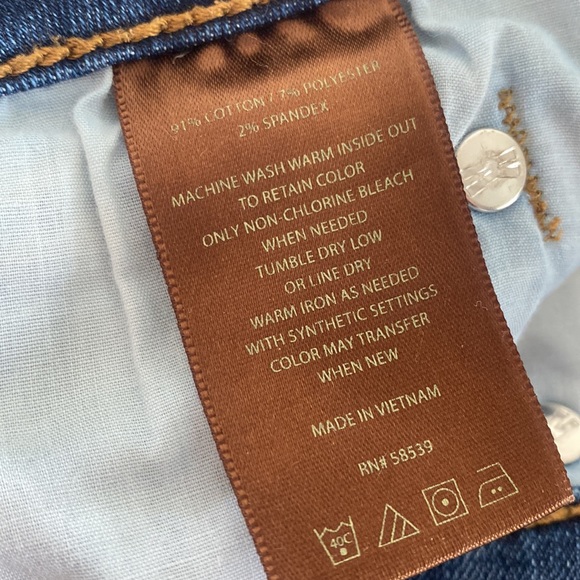 91% COTTON / 7% POLYESTER
2% SPANDEX
MACHINE WASH WARM INSIDE OUT
TO RETAIN COLOR
ONLY NON-CHLORINE BLEACH
WHEN NEEDED
TUMBLE DRY LOW
OR LINE DRY
WARM IRON AS NEEDED
WITH SYNTHETIC SETTINGS
COLOR MAY TRANSFER
WHEN NEW
MADE IN VIETNAM
RN# 58539
40C